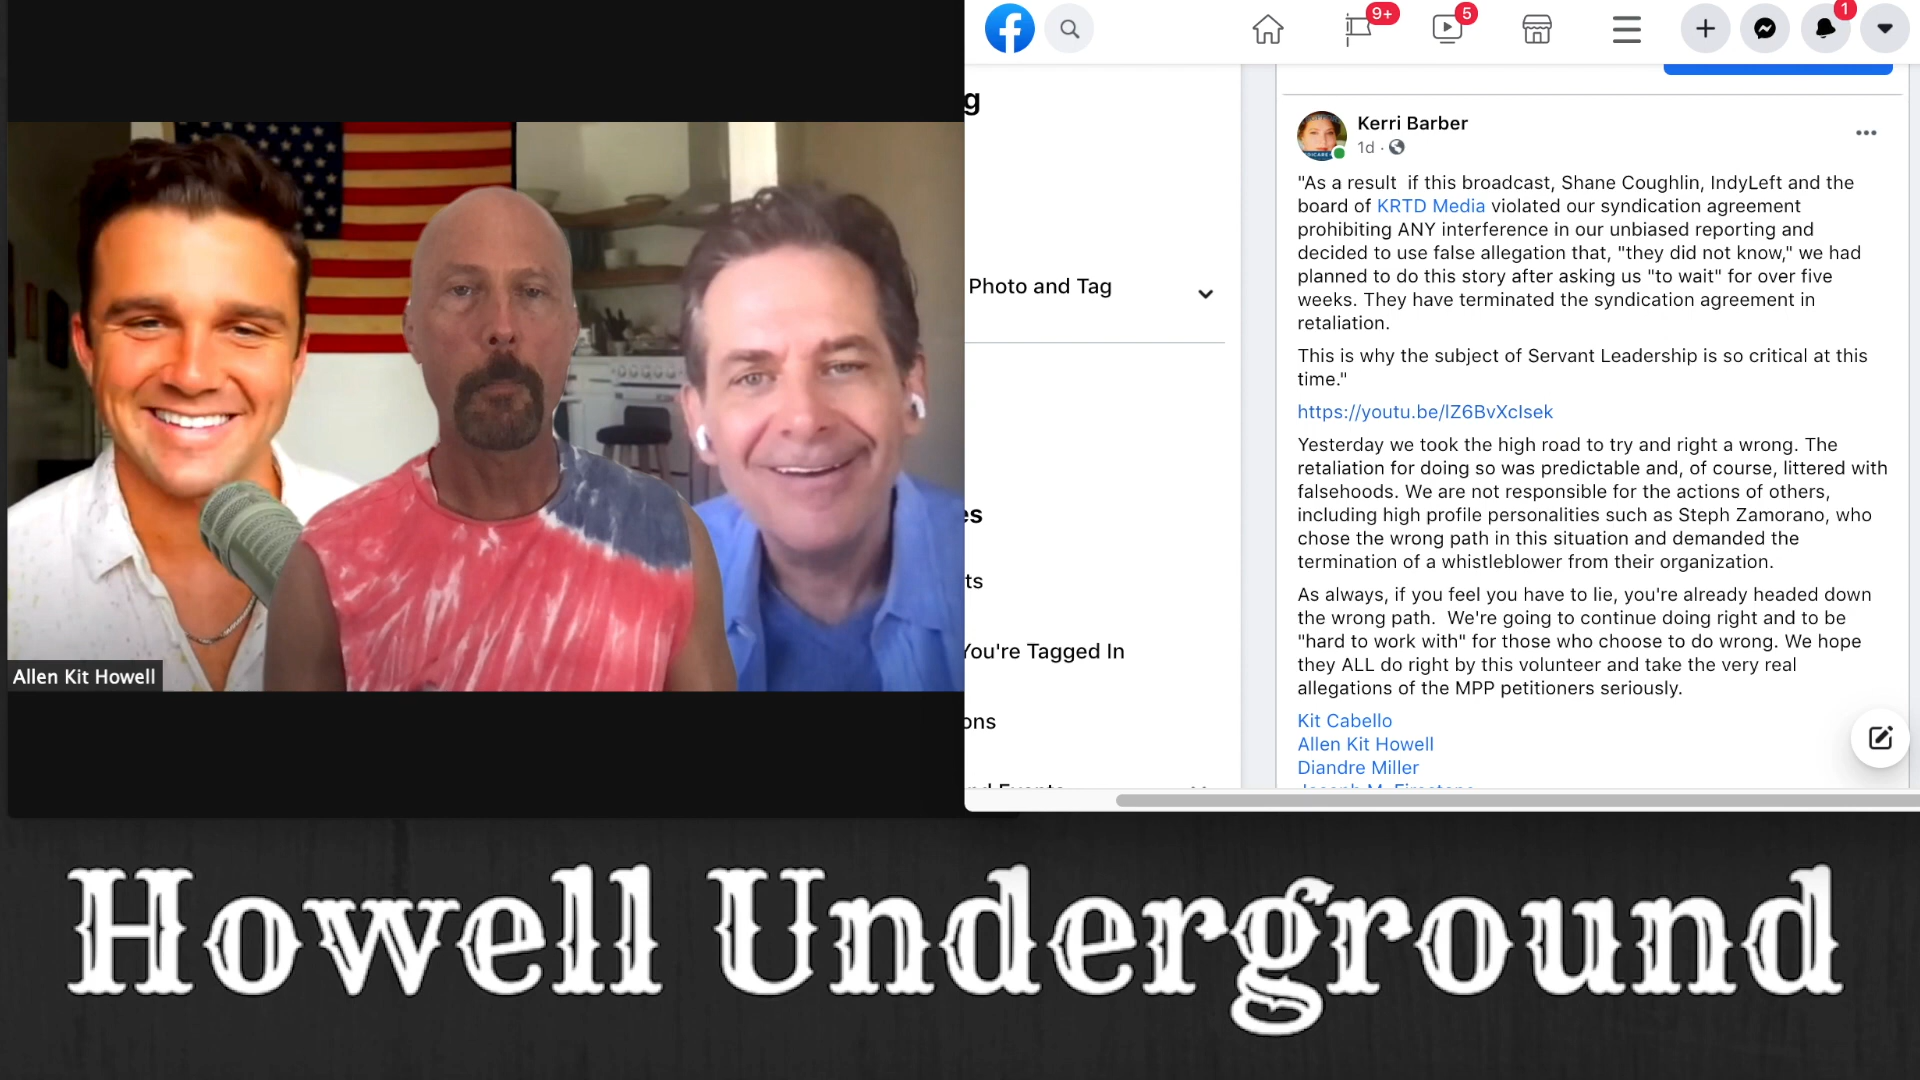 9+
5
1
g
Photo and Tag
es
ts
You're Tagged In
ons
Kerri Barber
1d ·
"As a result  if this broadcast, Shane Coughlin, IndyLeft and the
board of KRTD Media violated our syndication agreement
prohibiting ANY interference in our unbiased reporting and
decided to use false allegation that, "they did not know," we had
planned to do this story after asking us "to wait" for over five
weeks. They have terminated the syndication agreement in
retaliation.
This is why the subject of Servant Leadership is so critical at this
time."
https://youtu.be/lZ6BvXcIsek
Yesterday we took the high road to try and right a wrong. The
retaliation for doing so was predictable and, of course, littered with
falsehoods. We are not responsible for the actions of others,
including high profile personalities such as Steph Zamorano, who
chose the wrong path in this situation and demanded the
termination of a whistleblower from their organization.
As always, if you feel you have to lie, you're already headed down
the wrong path.  We're going to continue doing right and to be
"hard to work with" for those who choose to do wrong. We hope
they ALL do right by this volunteer and take the very real
allegations of the MPP petitioners seriously.
Kit Cabello
Allen Kit Howell
Diandre Miller
Allen Kit Howell
Howell Underground